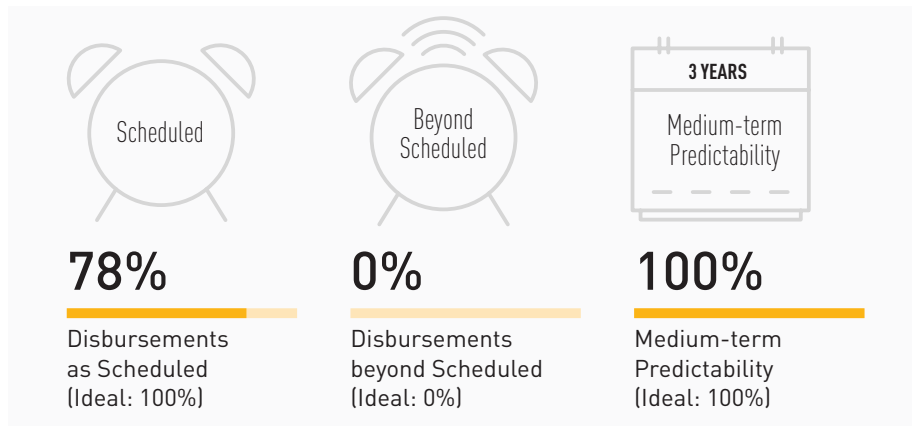 Scheduled
Beyond
Scheduled
3 YEARS
Medium-term
Predictability
78%
Disbursements
as Scheduled
(Ideal: 100%)
0%
Disbursements
beyond Scheduled
(Ideal: 0%)
100%
Medium-term
Predictability
(Ideal: 100%)